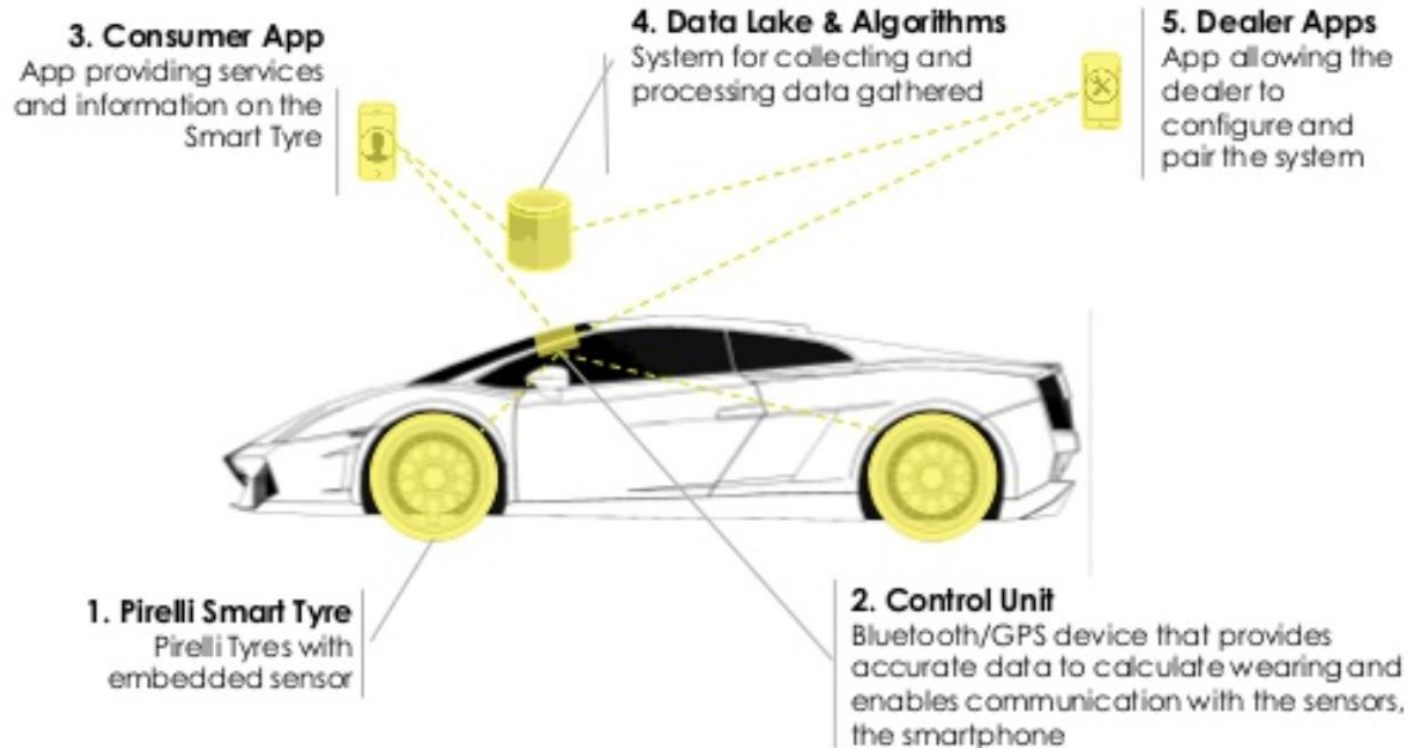 3. Consumer App
App providing services
and information on the
Smart Tyre
4. Data Lake & Algorithms
System for collecting and
processing data gathered
5. Dealer Apps
App allowing the
dealer to
configure and
pair the system
1. Pirelli Smart Tyre
Pirelli Tyres with
embedded sensor
2. Control Unit
Bluetooth/GPS device that provides
accurate data to calculate wearing and
enables communication with the sensors,
the smartphone